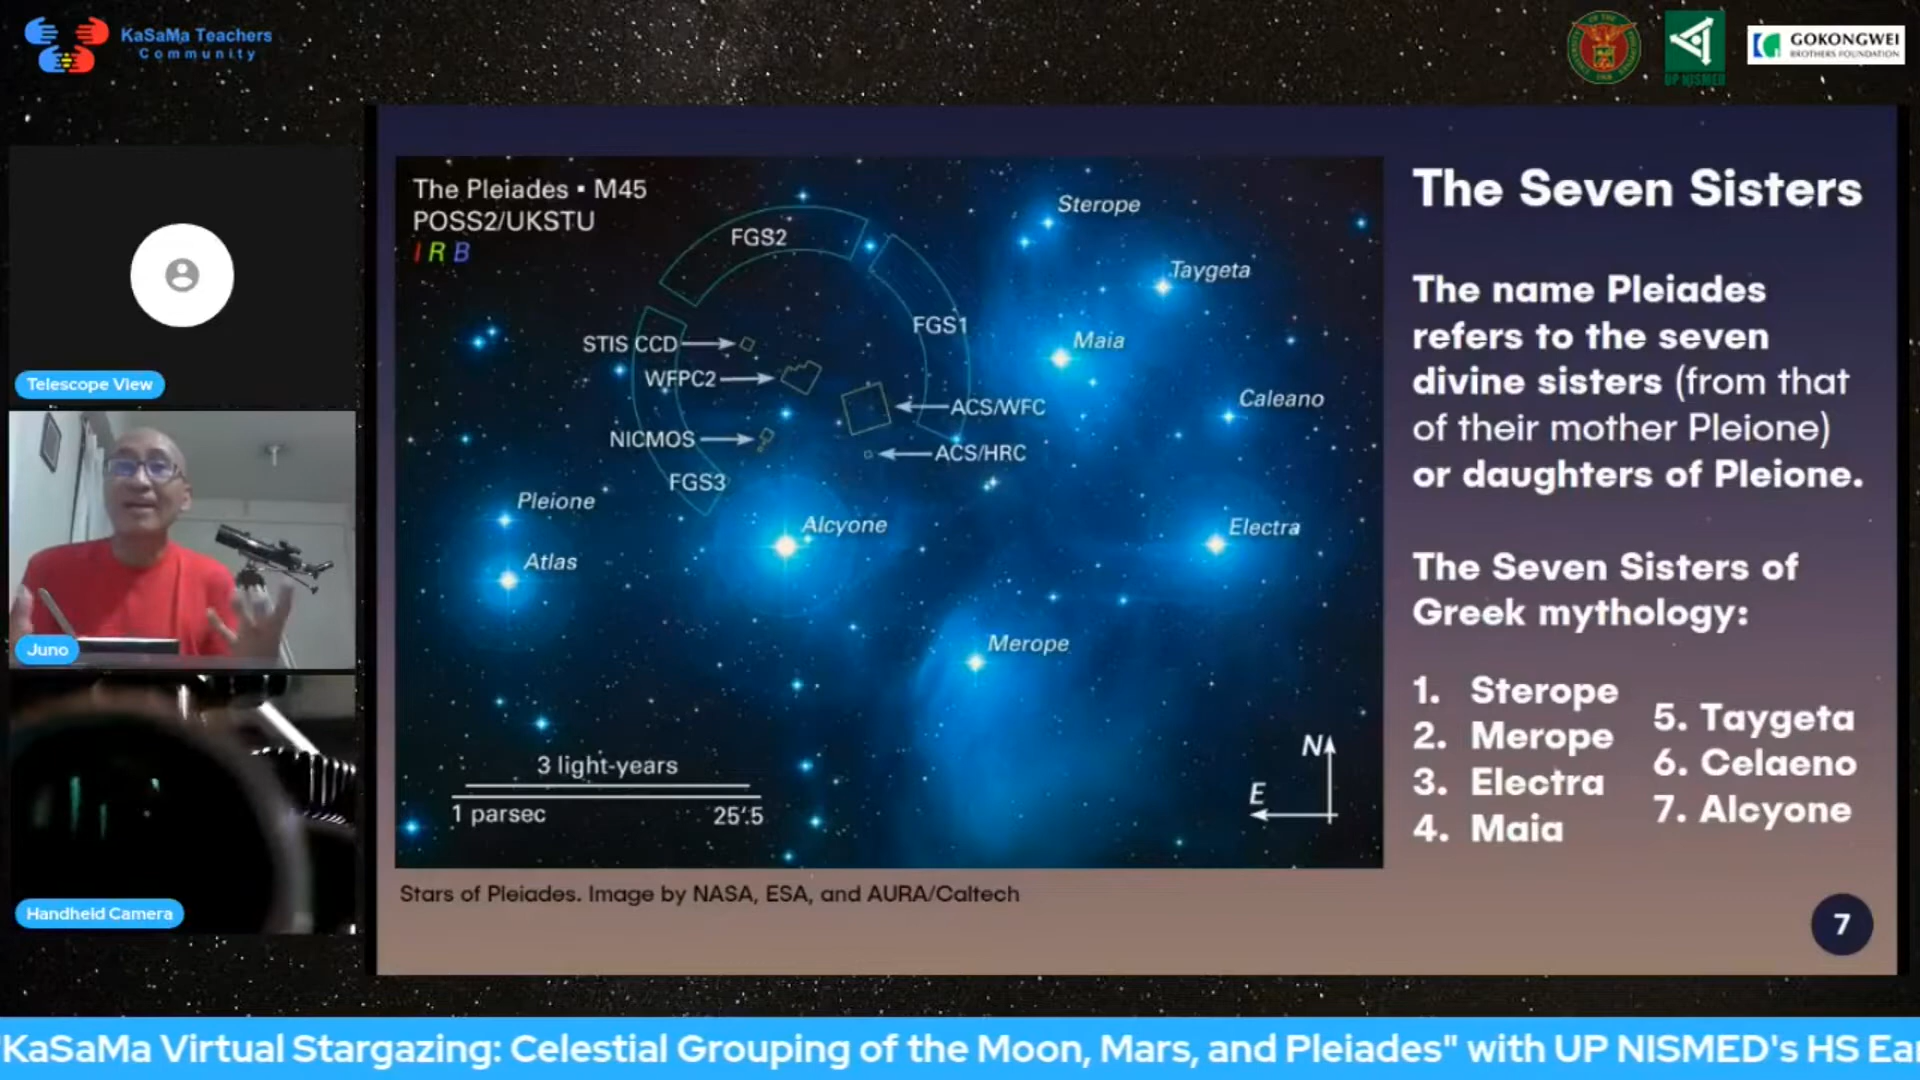 KaSaMa Teachers
Community
UP NISMED
GOKONGWEI
BROTHERS FOUNDATION
Telescope View
Juno
Handheld Camera
The Pleiades • M45
POSS2/UKSTU
I R B
FGS2
FGS1
STIS CCD
WFPC2
NICMOS
FGS3
ACS/WFC
ACS/HRC
Sterope
Taygeta
Maia
Caleano
Pleione
Atlas
Alcyone
Electra
Merope
3 light-years
1 parsec 25'.5
N
E
Stars of Pleiades. Image by NASA, ESA, and AURA/Caltech
The Seven Sisters
The name Pleiades
refers to the seven
divine sisters (from that
of their mother Pleione)
or daughters of Pleione.
The Seven Sisters of
Greek mythology:
1. Sterope
2. Merope
3. Electra
4. Maia
5. Taygeta
6. Celaeno
7. Alcyone
7
"KaSaMa Virtual Stargazing: Celestial Grouping of the Moon, Mars, and Pleiades" with UP NISMED's HS Ear